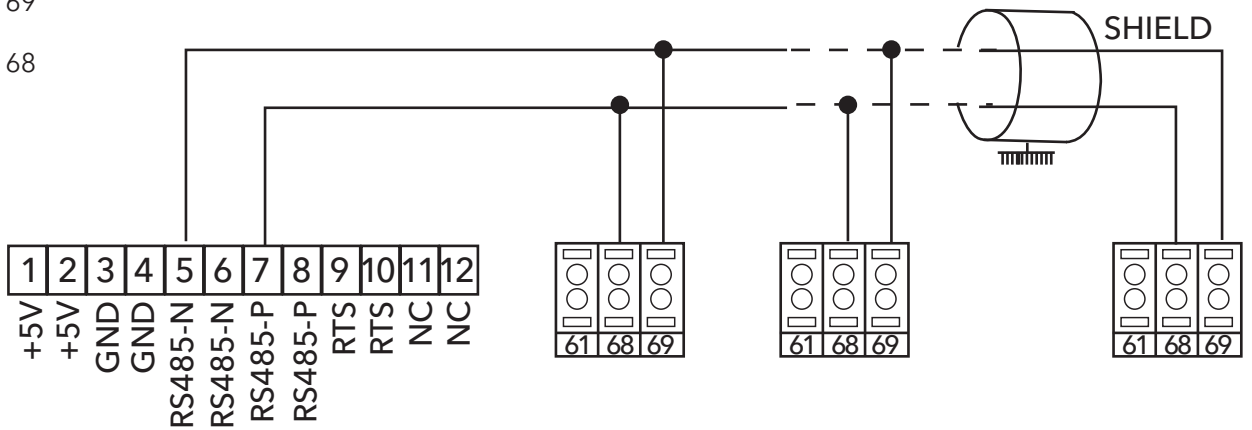 69
SHIELD
68
1 2 3 4 5 6 7 8 9 10 11 12
+5V
+5V
GND
GND
RS485-N
RS485-N
RS485-P
RS485-P
RTS
RTS
NC
NC
61 68 69
61 68 69
61 68 69